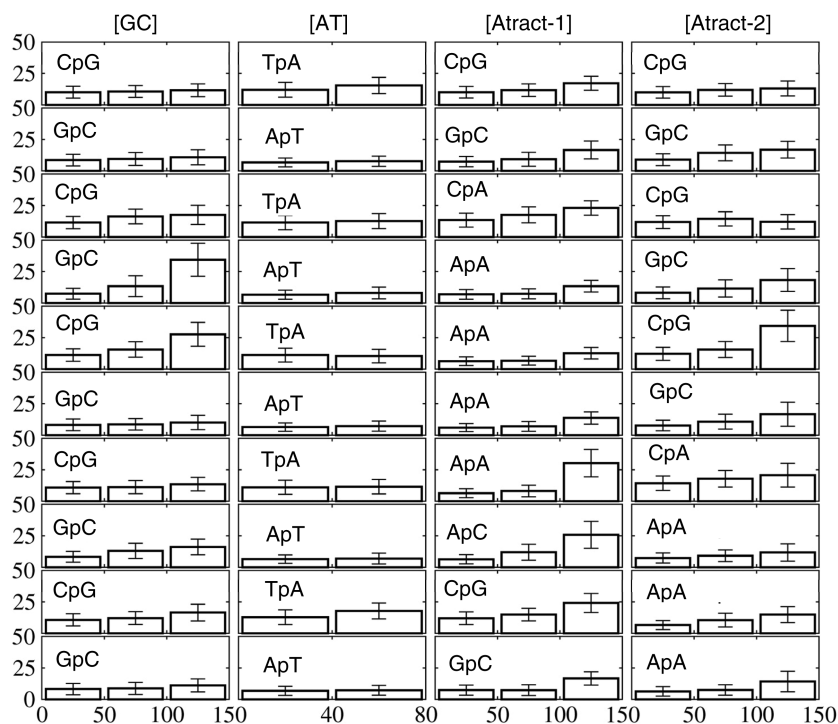 [GC] [AT] [Atract-1] [Atract-2]
50
25 CpG TpA CpG CpG
50
25 GpC ApT GpC GpC
50
25 CpG TpA CpA CpG
50
25 GpC ApT ApA GpC
50
25 CpG TpA ApA CpG
50
25 GpC ApT ApA GpC
50
25 CpG TpA ApA CpA
50
25 GpC ApT ApC ApA
50
25 CpG TpA CpG ApA
50
25 GpC ApT GpC ApA
0
0 50 100 150 40 80 50 100 150 50 100 150